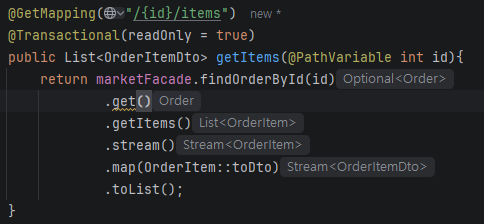 @GetMapping("/{id}/items") new *
@Transactional(readOnly = true)
public List<OrderItemDto> getItems(@PathVariable int id){
return marketFacade.findOrderById(id) Optional<Order>
.get() Order
.getItems() List<OrderItem>
.stream() Stream<OrderItem>
.map(OrderItem::toDto) Stream<OrderItemDto>
.toList();
}